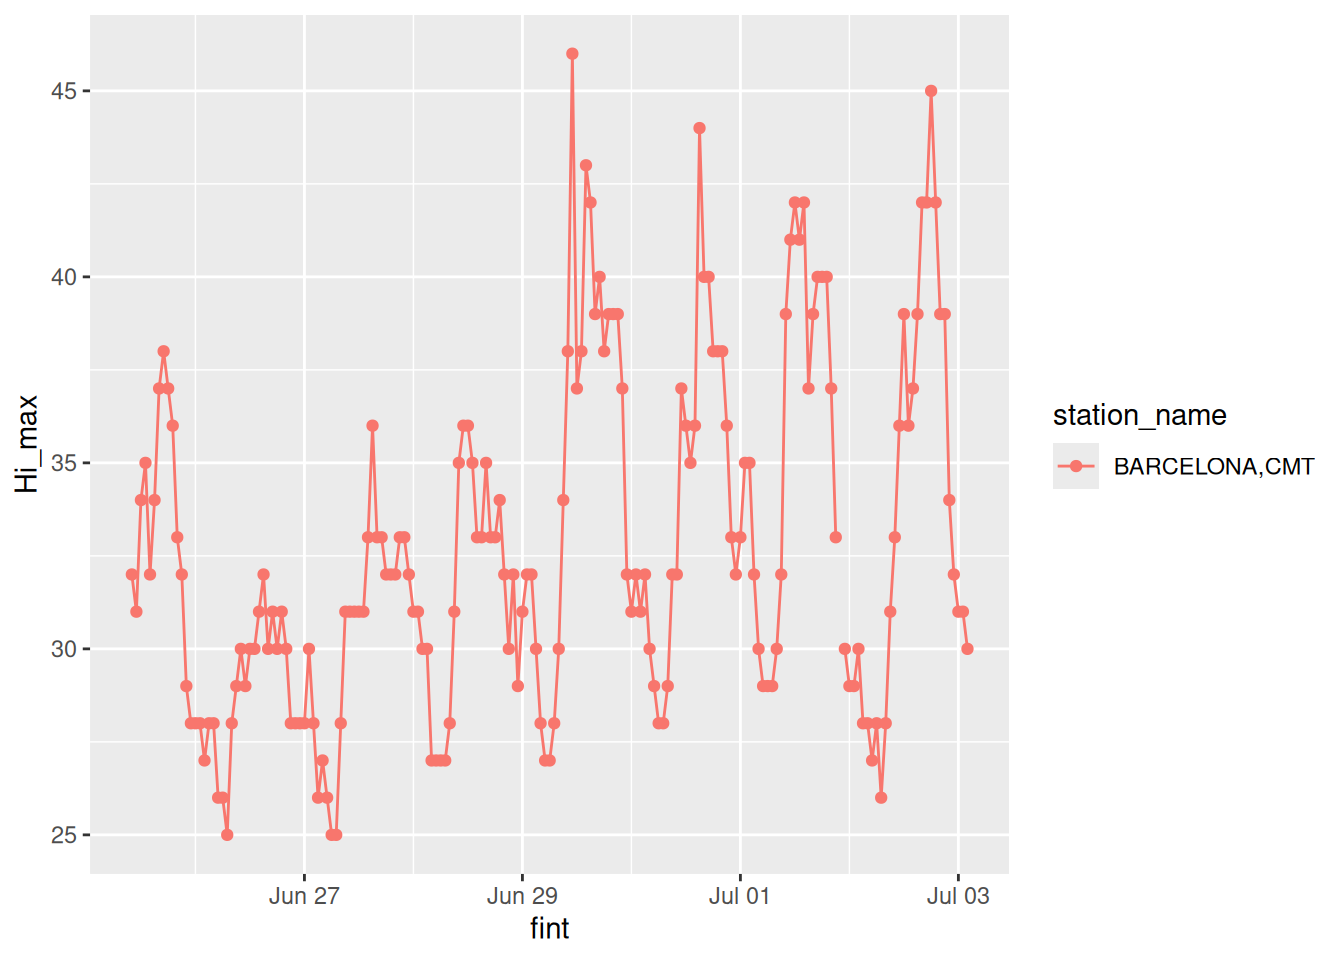 45
40
35
30
25
Hi_max
Jun 27
Jun 29
Jul 01
Jul 03
fint
station_name
BARCELONA,CMT